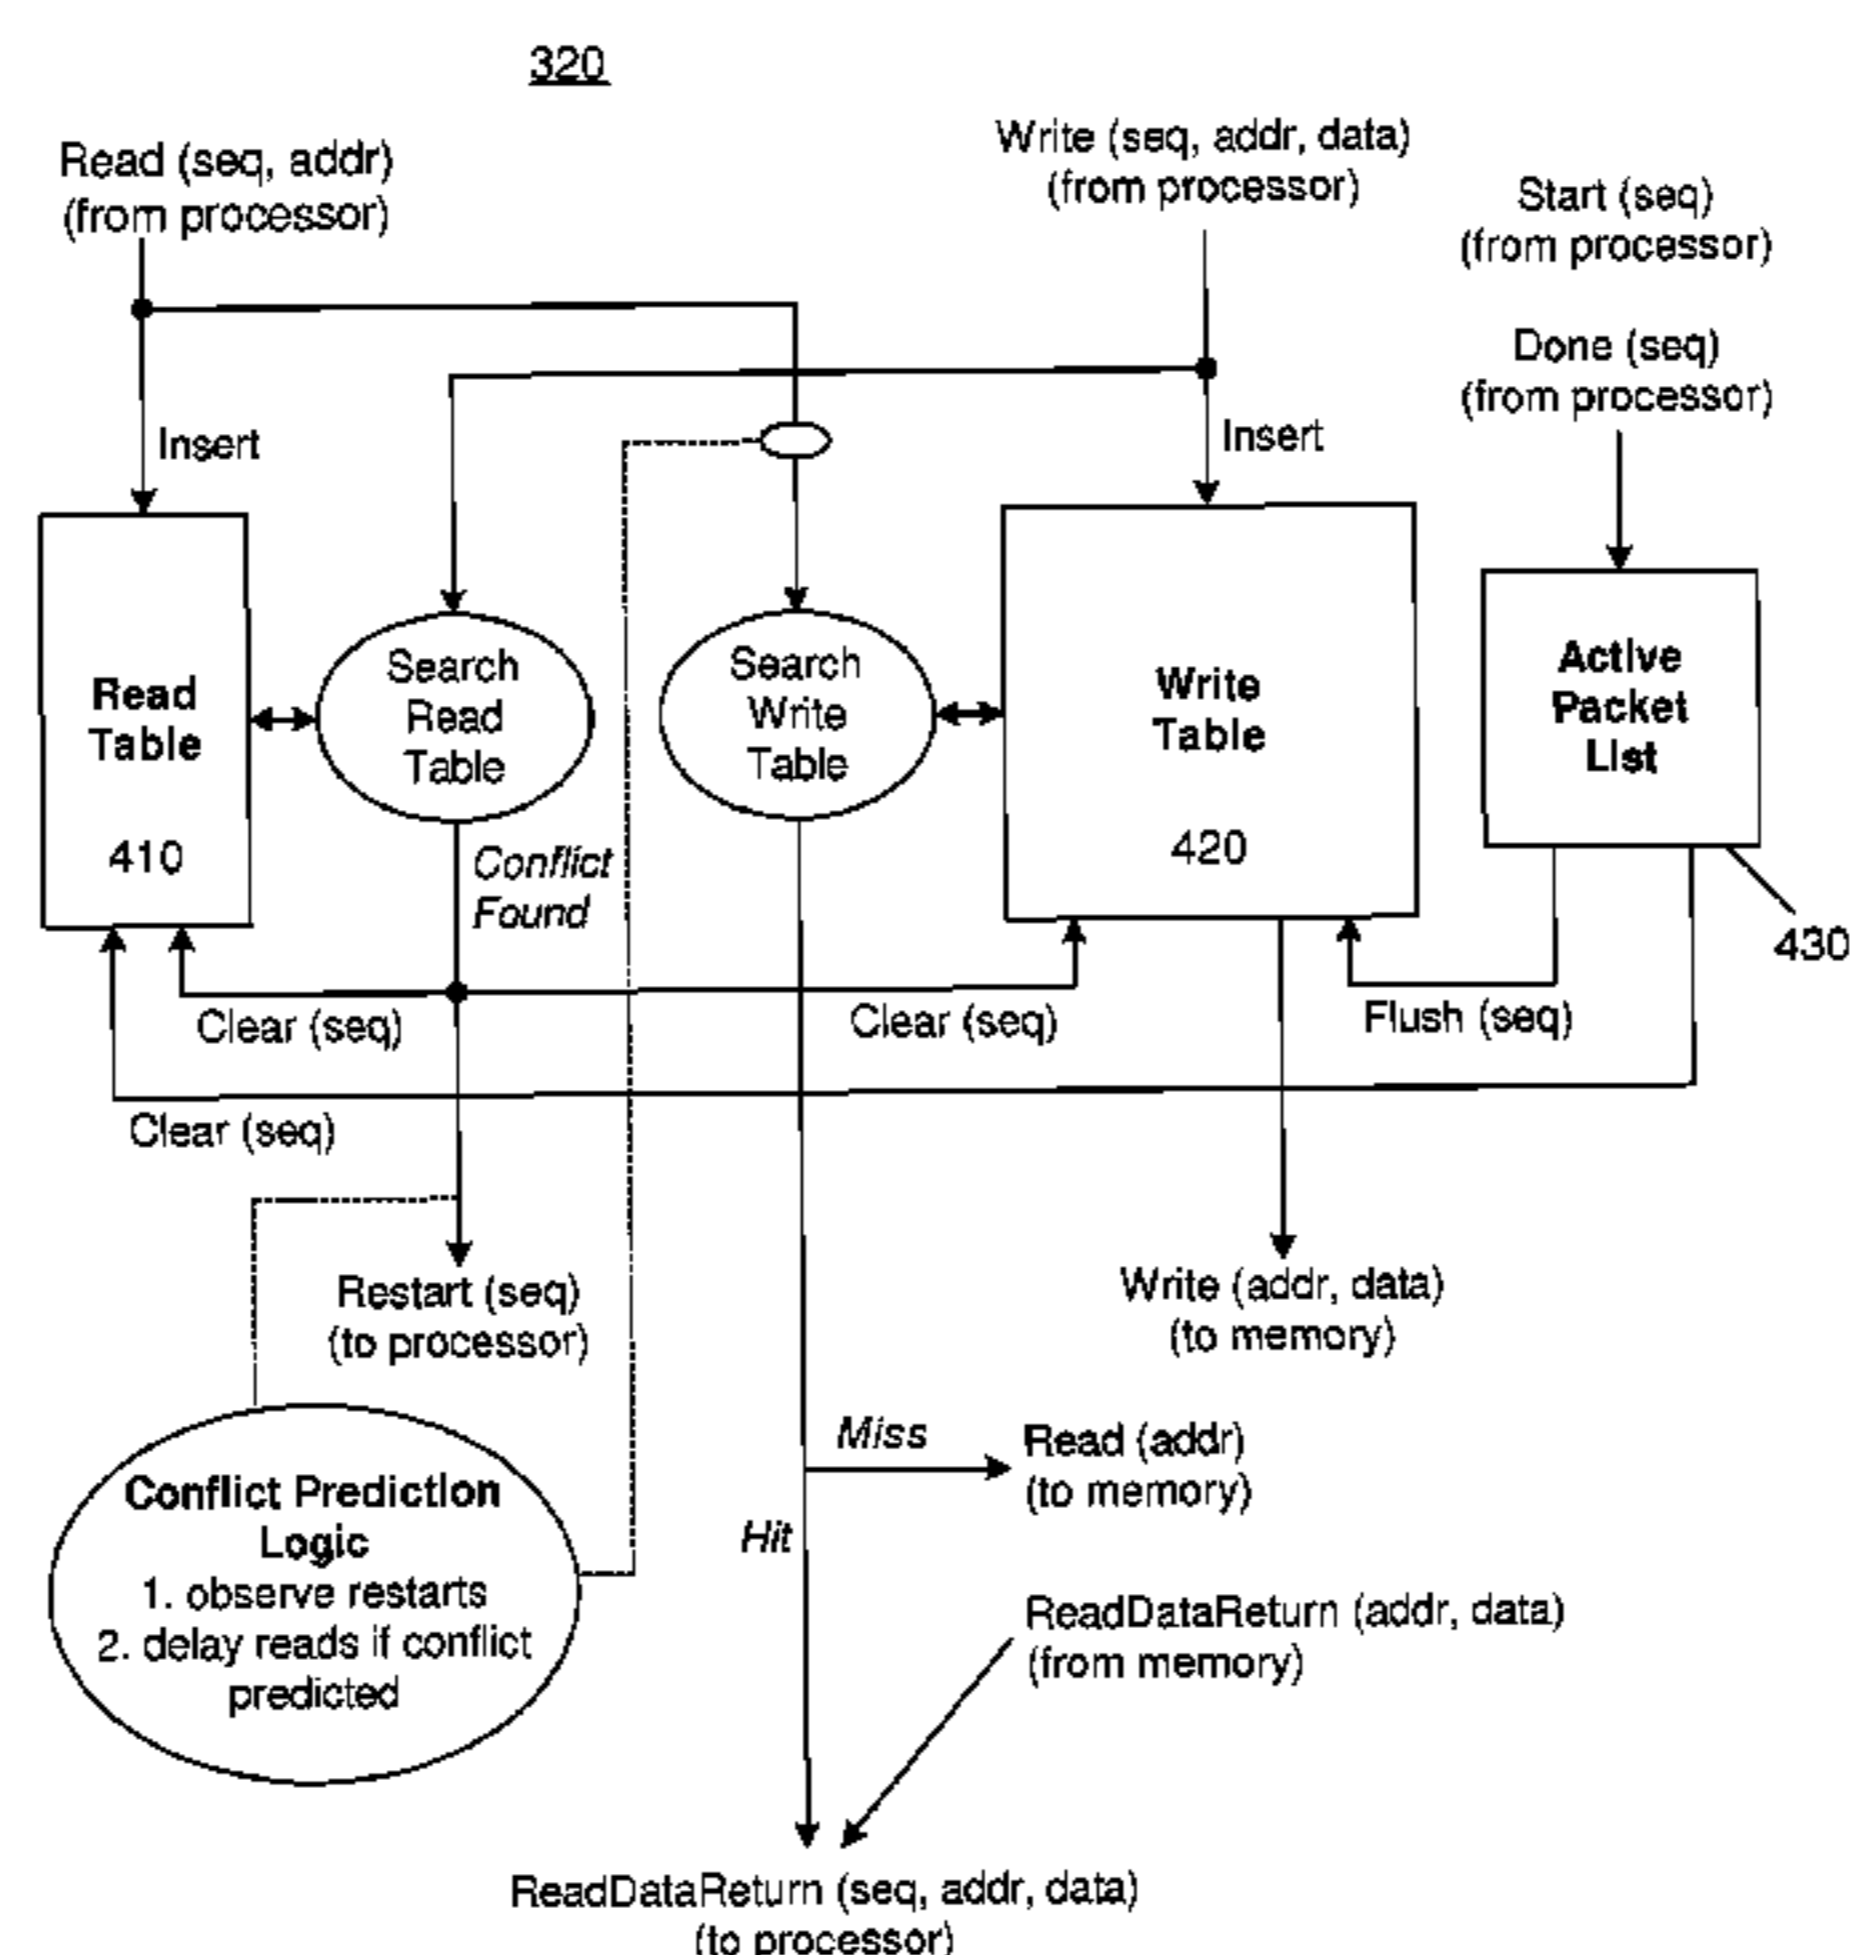 320
Read (seq, addr)
(from processor)
Write (seq, addr, data)
(from processor)
Start (seq)
(from processor)
Done (seq)
(from processor)
Insert
Insert
Read
Table
410
Search
Read
Table
Search
Write
Table
Write
Table
420
Active
Packet
List
430
Conflict
Found
Clear (seq)
Clear (seq)
Flush (seq)
Clear (seq)
Restart (seq)
(to processor)
Write (addr, data)
(to memory)
Conflict Prediction
Logic
1. observe restarts
2. delay reads if conflict
predicted
Miss
Read (addr)
(to memory)
Hit
ReadDataReturn (addr, data)
(from memory)
ReadDataReturn (seq, addr, data)
(to processor)